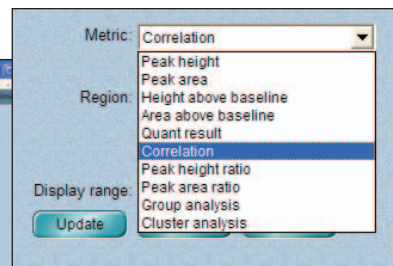 Metric: Correlation
Peak height
Peak area
Region: Height above baseline
Area above baseline
Quant result
Correlation
Peak height ratio
Display range: Peak area ratio
Group analysis
Update Cluster analysis